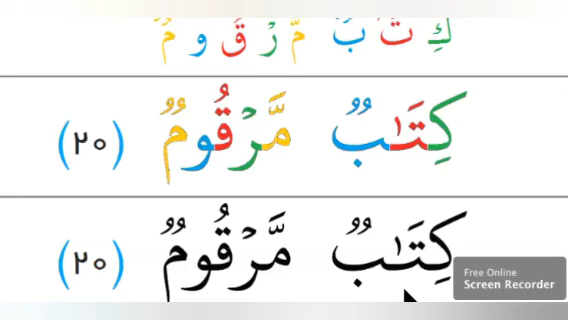 كِ تَٰ بٌ مَّ رْ قُ و مٌ
كِتَٰبٌ مَّرْقُومٌ (٢٠)
كِتَٰبٌ مَّرْقُومٌ (٢٠)
Free Online
Screen Recorder